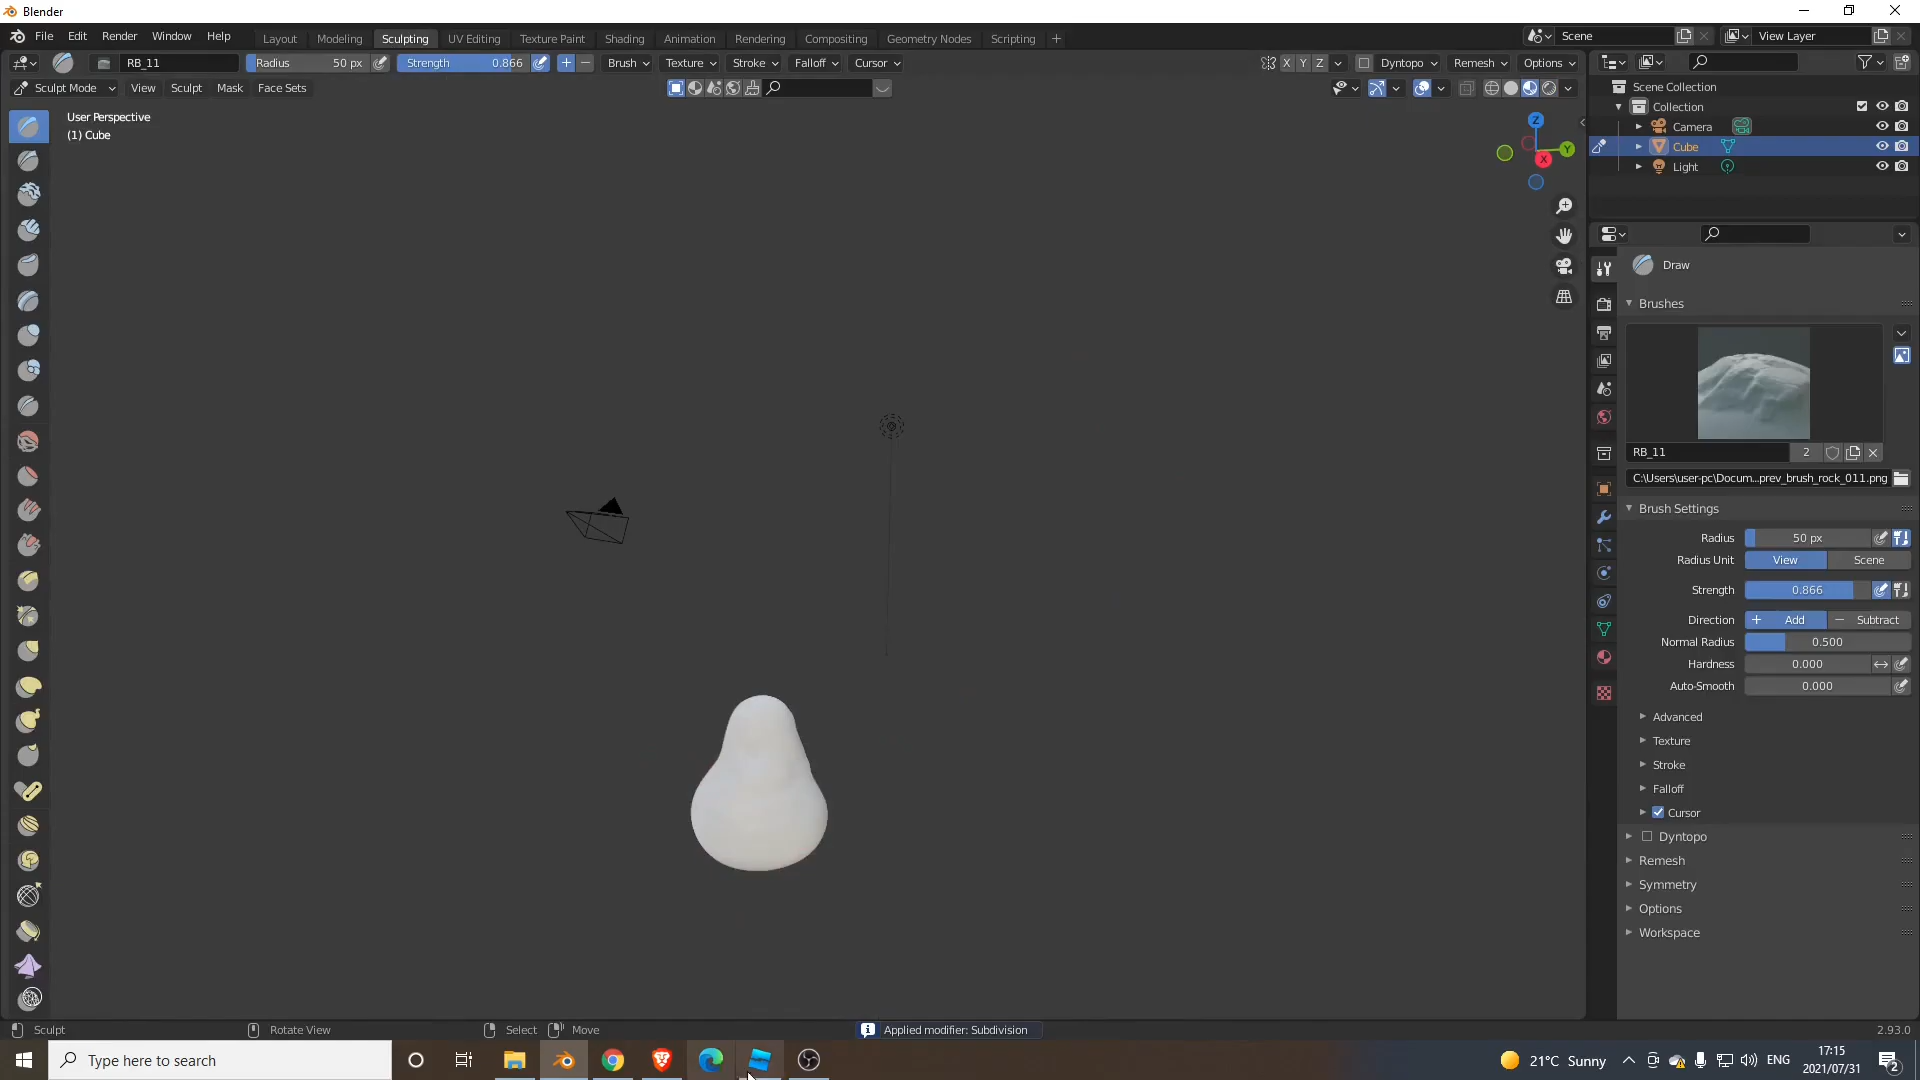 Blender
File Edit Render Window Help Layout Modeling Sculpting UV Editing Texture Paint Shading Animation Rendering Compositing Geometry Nodes Scripting + Scene View Layer
RB_11 Radius 50 px Strength 0.866 + − Brush Texture Stroke Falloff Cursor X Y Z Dyntopo Remesh Options
Sculpt Mode View Sculpt Mask Face Sets
User Perspective
(1) Cube
Z
Y
X
Scene Collection
Collection
Camera
Cube
Light
Draw
Brushes
RB_11 2
C:\Users\user-pc\Docum...prev_brush_rock_011.png
Brush Settings
Radius 50 px
Radius Unit View Scene
Strength 0.866
Direction + Add − Subtract
Normal Radius 0.500
Hardness 0.000
Auto-Smooth 0.000
Advanced
Texture
Stroke
Falloff
Cursor
Dyntopo
Remesh
Symmetry
Options
Workspace
Sculpt Rotate View Select Move Applied modifier: Subdivision 2.93.0
Type here to search 21°C Sunny ENG 17:15
2021/07/31 2